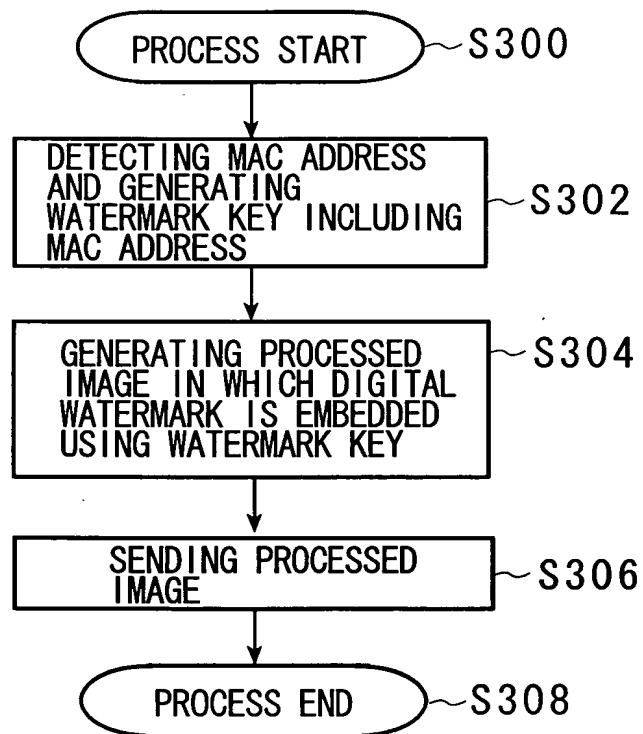 PROCESS START
S300
DETECTING MAC ADDRESS
AND GENERATING
WATERMARK KEY INCLUDING
MAC ADDRESS
S302
GENERATING PROCESSED
IMAGE IN WHICH DIGITAL
WATERMARK IS EMBEDDED
USING WATERMARK KEY
S304
SENDING PROCESSED
IMAGE
S306
PROCESS END
S308